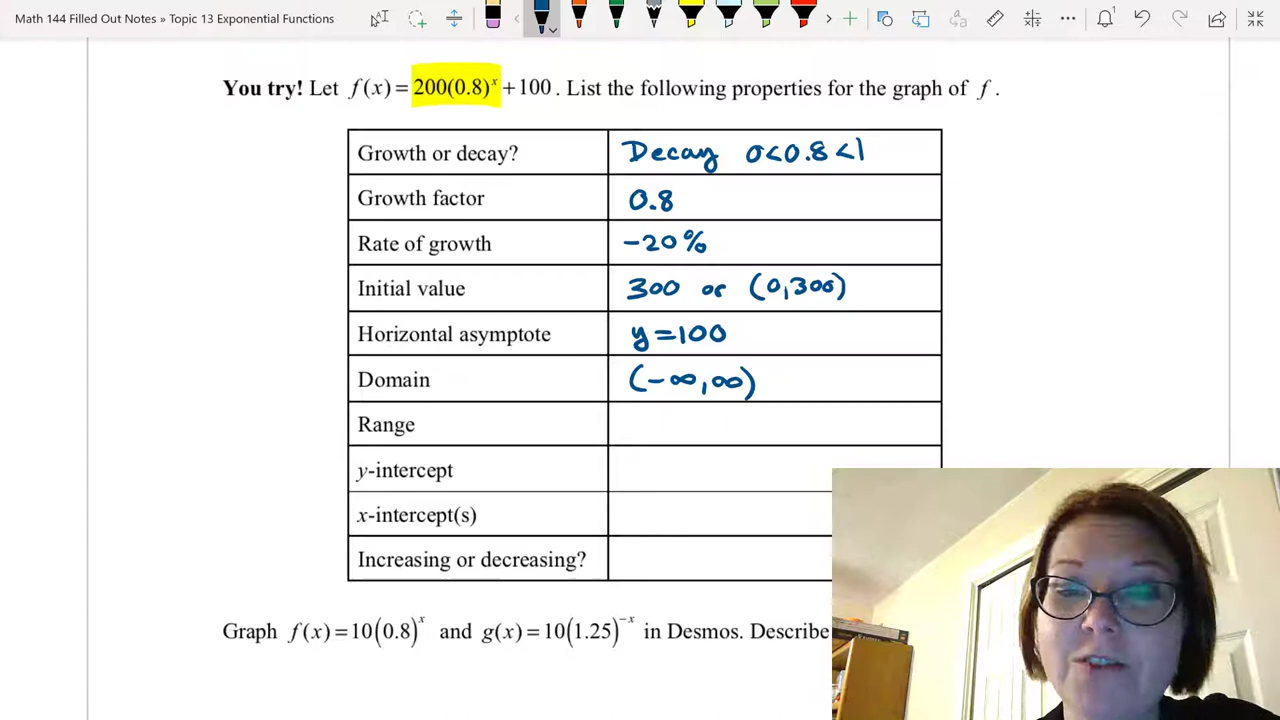 Math 144 Filled Out Notes » Topic 13 Exponential Functions
You try! Let f(x) = 200(0.8)^x +100. List the following properties for the graph of f.
Growth or decay? Decay 0<0.8<1
Growth factor 0.8
Rate of growth -20%
Initial value 300 or (0,300)
Horizontal asymptote y=100
Domain (-∞,∞)
Range
y-intercept
x-intercept(s)
Increasing or decreasing?
Graph f(x)=10(0.8)^x and g(x)=10(1.25)^-x in Desmos. Describe